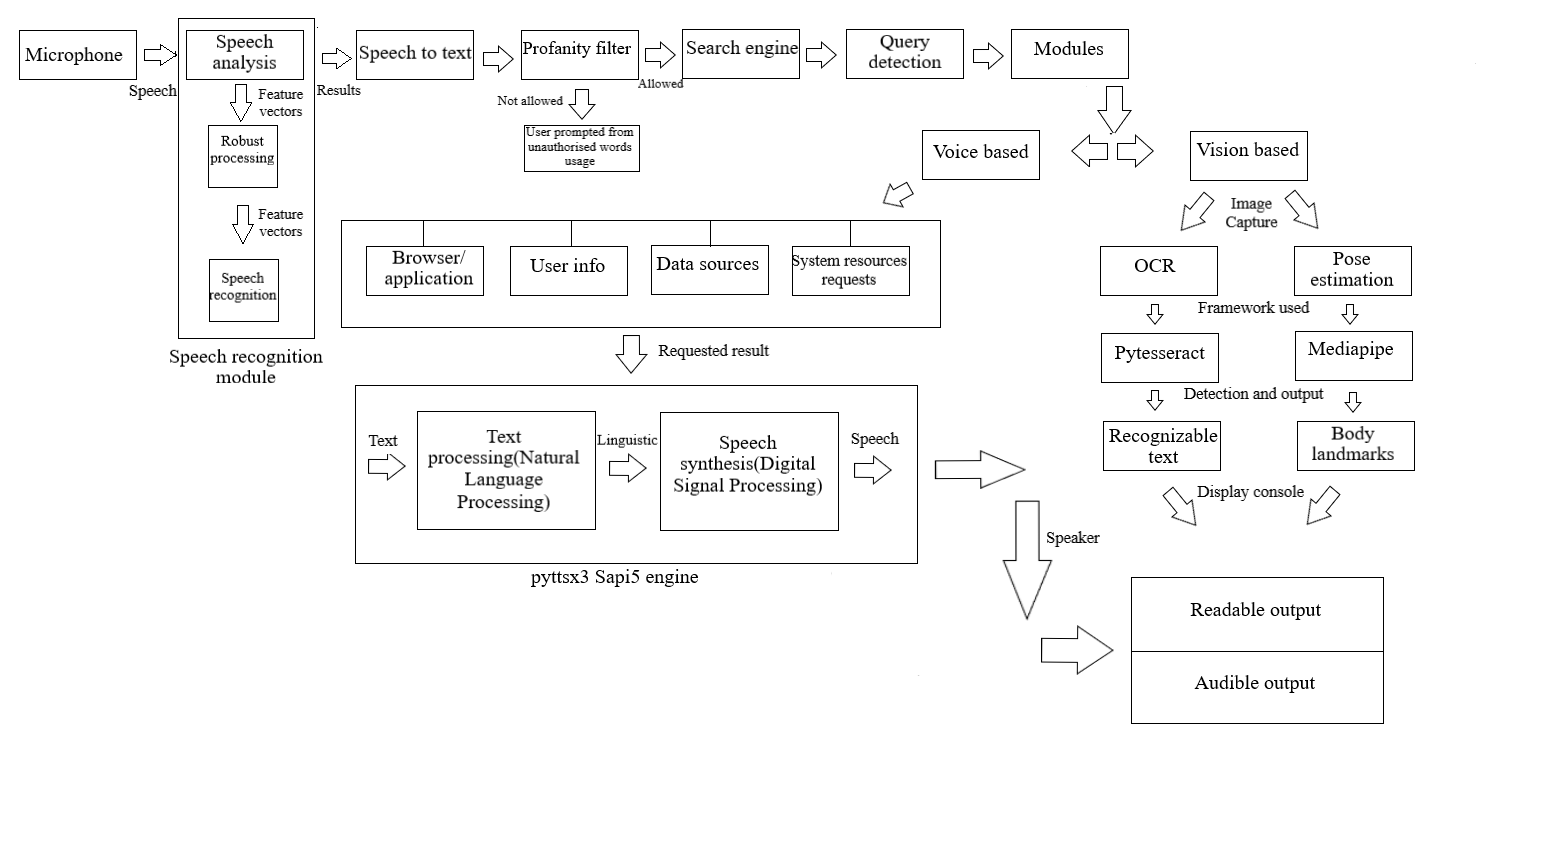 Microphone
Speech
Speech
analysis
Feature
vectors
Robust
processing
Feature
vectors
Speech
recognition
Speech recognition
module
Results
Speech to text
Profanity filter
Not allowed
User prompted from
unauthorised words
usage
Allowed
Search engine
Query
detection
Modules
Voice based
Vision based
Browser/
application
User info
Data sources
System resources
requests
Requested result
Text
Text
processing(Natural
Language
Processing)
Linguistic
Speech
synthesis(Digital
Signal Processing)
Speech
pyttsx3 Sapi5 engine
Speaker
Image
Capture
OCR
Pose
estimation
Framework used
Pytesseract
Mediapipe
Detection and output
Recognizable
text
Body
landmarks
Display console
Readable output
Audible output